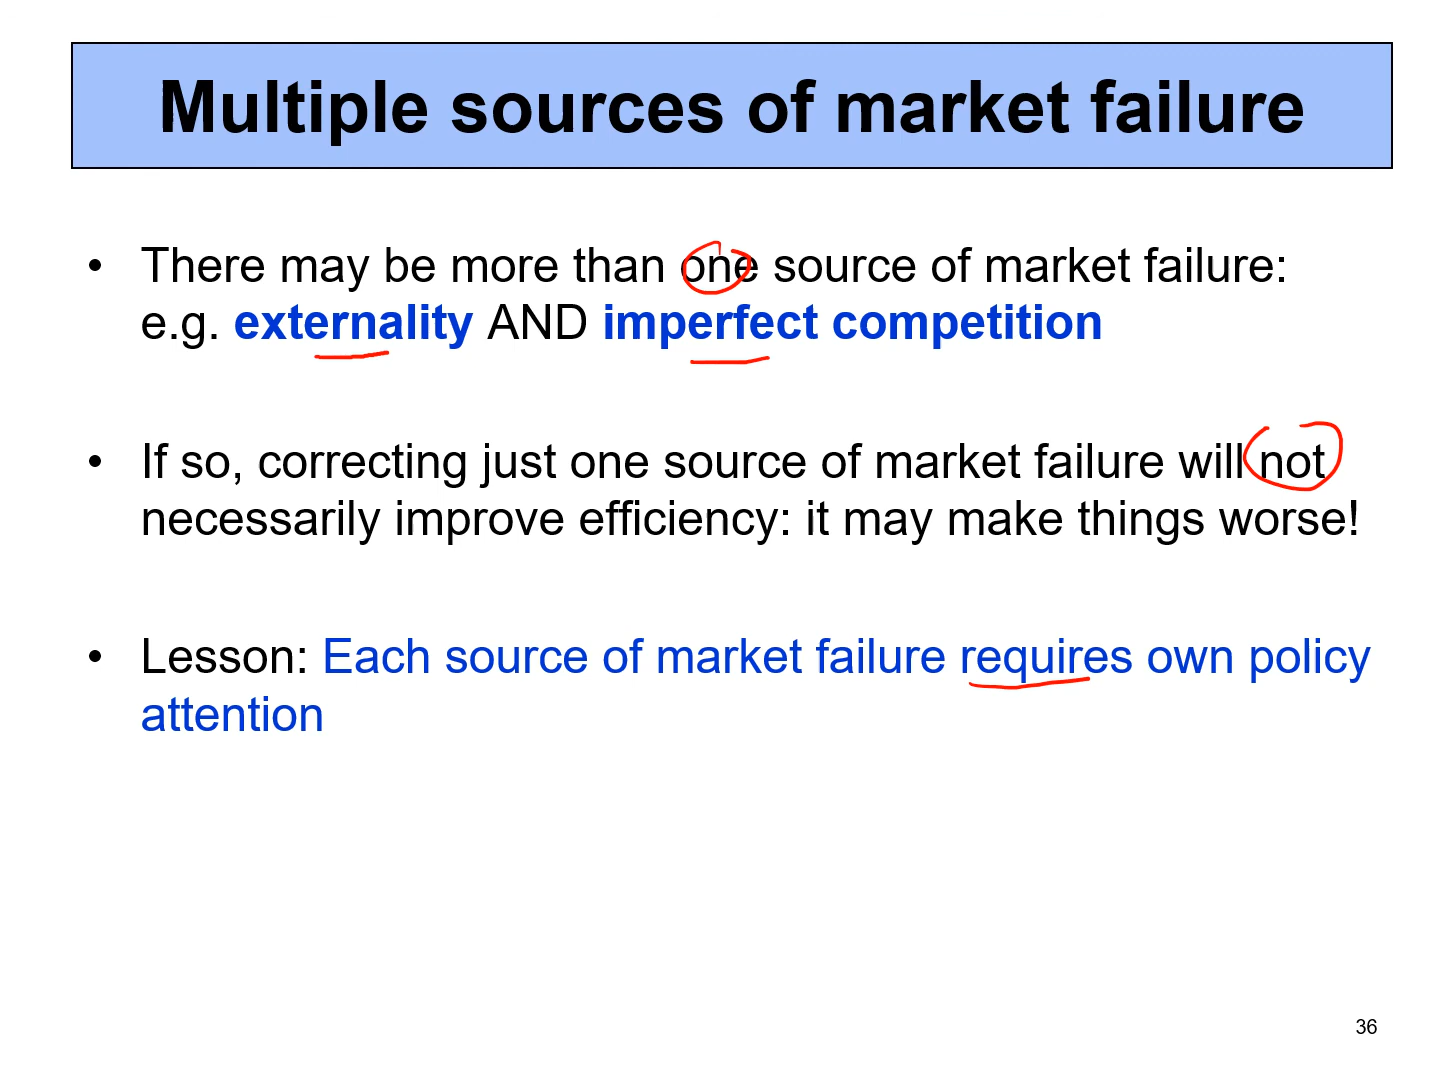 Multiple sources of market failure
• There may be more than one source of market failure:
e.g. externality AND imperfect competition
• If so, correcting just one source of market failure will not
necessarily improve efficiency: it may make things worse!
• Lesson: Each source of market failure requires own policy
attention
36